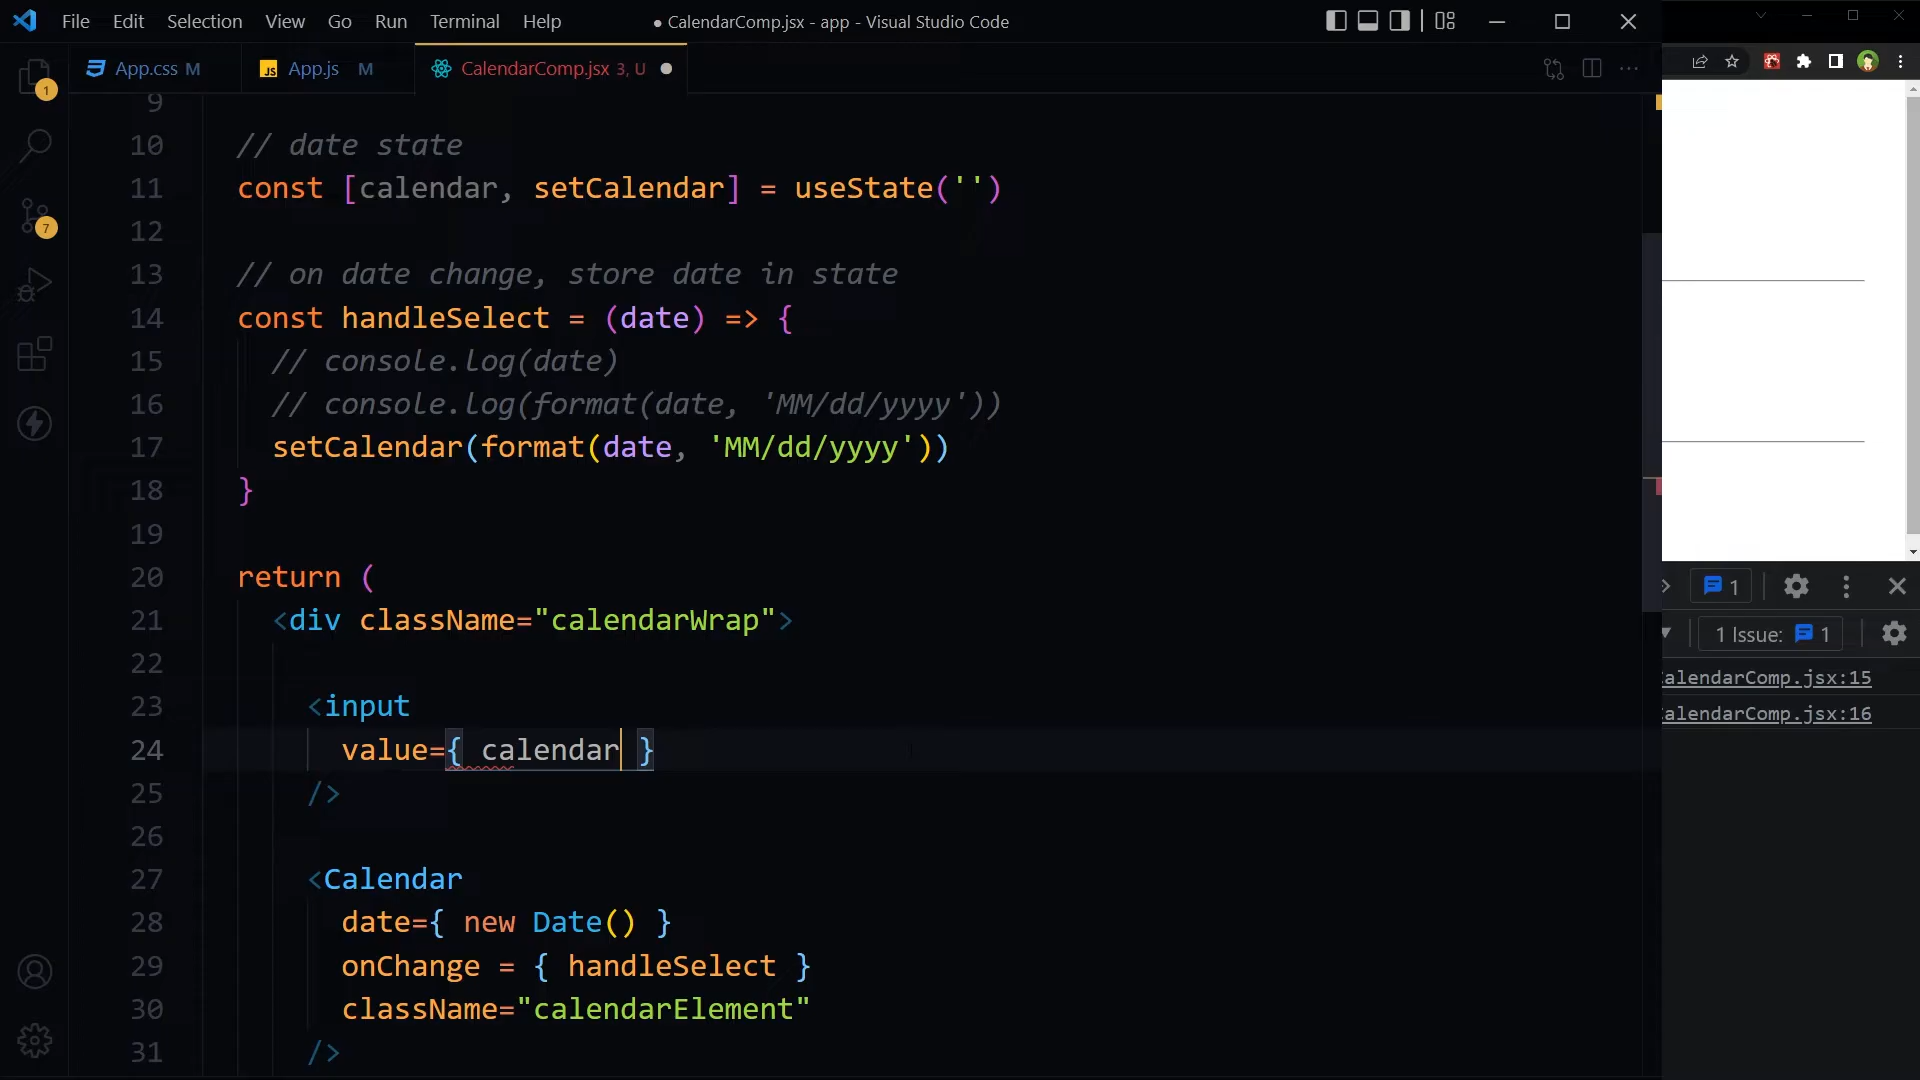 File Edit Selection View Go Run Terminal Help
● CalendarComp.jsx - app - Visual Studio Code
App.css M
JS App.js M
CalendarComp.jsx 3, U ●
1
7
9
10 // date state
11 const [calendar, setCalendar] = useState('')
12
13 // on date change, store date in state
14 const handleSelect = (date) => {
15 // console.log(date)
16 // console.log(format(date, 'MM/dd/yyyy'))
17 setCalendar(format(date, 'MM/dd/yyyy'))
18 }
19
20 return (
21 <div className="calendarWrap">
22
23 <input
24 value={ calendar }
25 />
26
27 <Calendar
28 date={ new Date() }
29 onChange = { handleSelect }
30 className="calendarElement"
31 />
1
1 Issue: 1
CalendarComp.jsx:15
CalendarComp.jsx:16